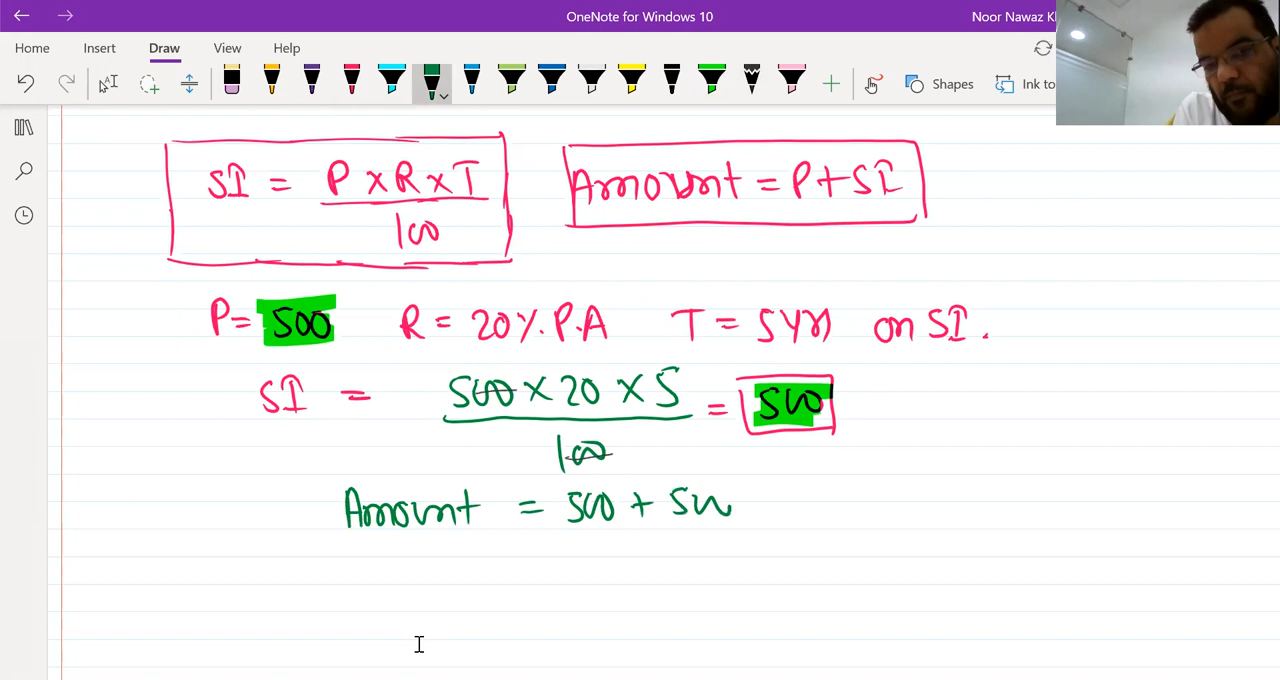 OneNote for Windows 10
Noor Nawaz Kh
Home Insert Draw View Help
Shapes Ink to
SI = P x R x T / 100
Amount = P + SI
P = 500 R = 20%. P.A T = 5 yrs on SI.
SI = 500 x 20 x 5 / 100 = 500
Amount = 500 + 500